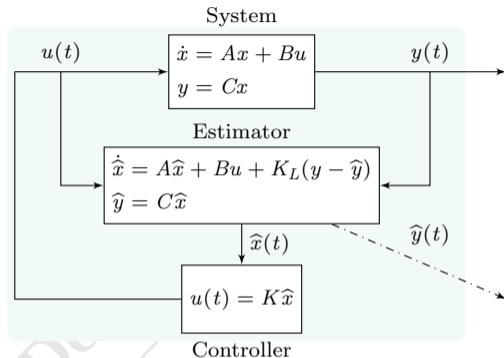 System
u(t)
ẋ = Ax + Bu
y = Cx
y(t)
Estimator
x̂̇ = Ax̂ + Bu + K_L(y − ŷ)
ŷ = Cx̂
x̂(t)
ŷ(t)
u(t) = Kx̂
Controller